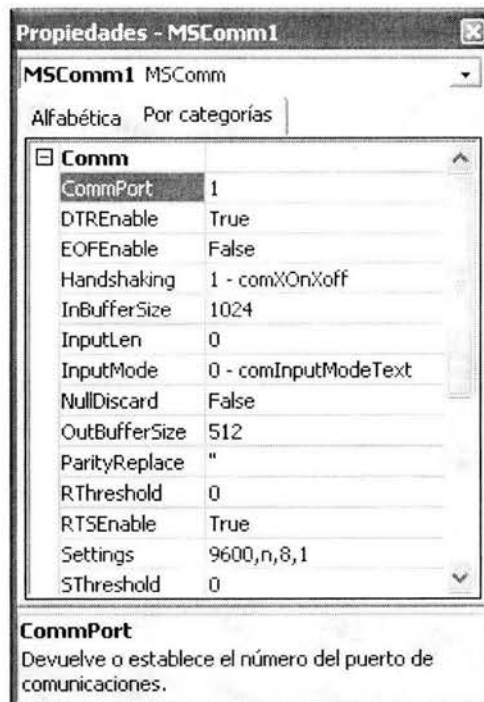 Propiedades - MSComm1
MSComm1 MSComm
Alfabética Por categorías
Comm
CommPort 1
DTREnable True
EOFEnable False
Handshaking 1 - comXOnXoff
InBufferSize 1024
InputLen 0
InputMode 0 - comInputModeText
NullDiscard False
OutBufferSize 512
ParityReplace "
RThreshold 0
RTSEnable True
Settings 9600,n,8,1
SThreshold 0
CommPort
Devuelve o establece el número del puerto de
comunicaciones.